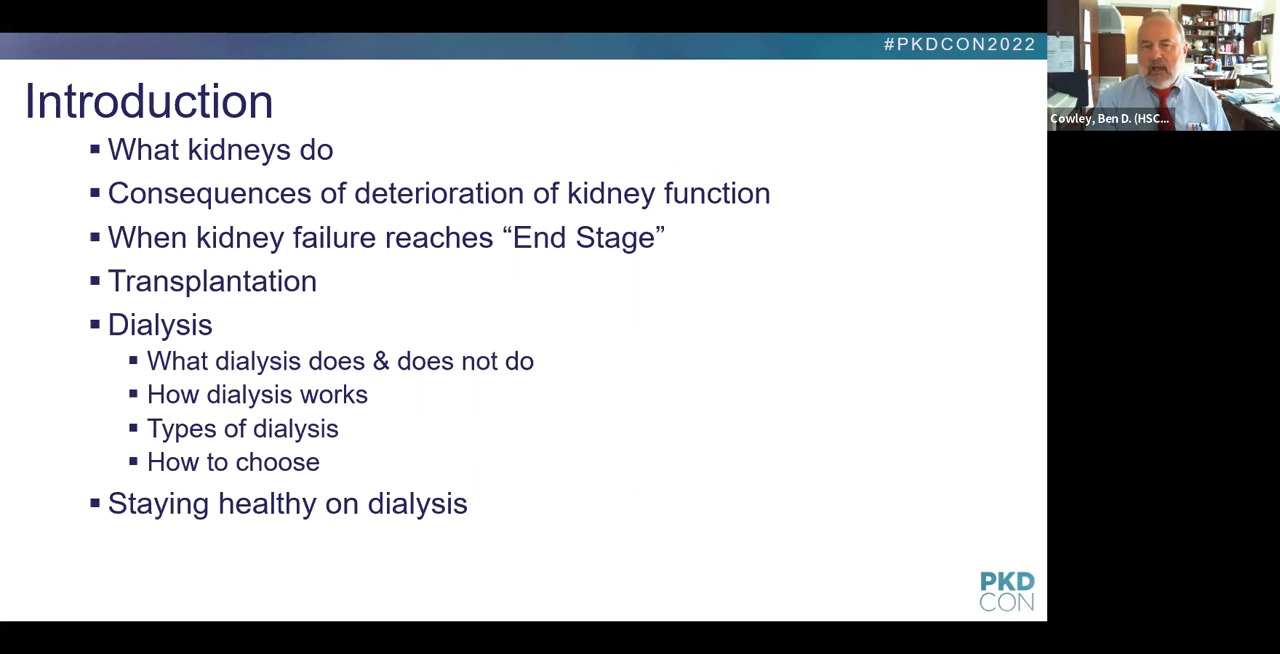 #PKDCON2022
Introduction
▪ What kidneys do
▪ Consequences of deterioration of kidney function
▪ When kidney failure reaches “End Stage”
▪ Transplantation
▪ Dialysis
▪ What dialysis does & does not do
▪ How dialysis works
▪ Types of dialysis
▪ How to choose
▪ Staying healthy on dialysis
PKD
CON
Cowley, Ben D. (HSC...